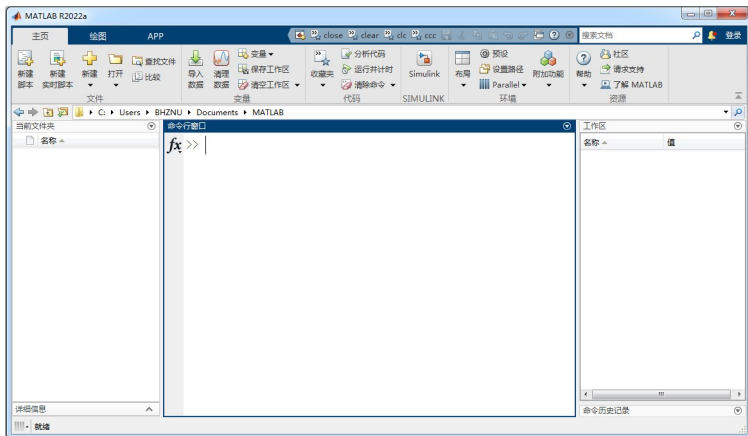 MATLAB R2022a
主页 绘图 APP close clear clc ccc 搜索文档 登录
新建脚本 新建实时脚本 新建 打开 查找文件 比较 导入数据 清理数据 变量 保存工作区 清空工作区 收藏夹 分析代码 运行并计时 清除命令 Simulink 布局 预设 设置路径 Parallel 附加功能 帮助 社区 请求支持 了解 MATLAB
文件 变量 代码 SIMULINK 环境 资源
C: Users BHZNU Documents MATLAB
当前文件夹 命令行窗口 工作区
名称 fx >> 名称 值
详细信息 命令历史记录
就绪